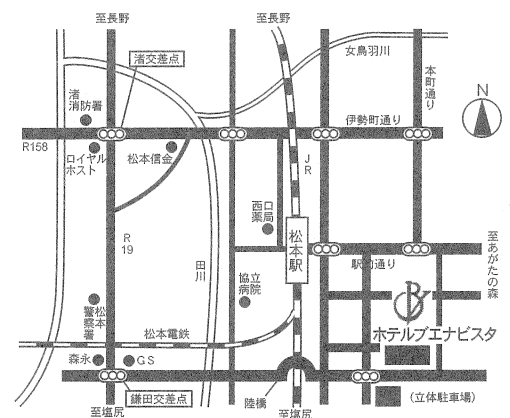 至長野
至長野
渚交差点
女鳥羽川
本町通り
N
渚
消防署
伊勢町通り
R158
ロイヤル
ホスト
松本信金
JR
西口
薬局
松本駅
駅前通り
至あがたの森
R19
田川
協立
病院
松本
警察署
松本電鉄
ホテルブエナビスタ
森永
GS
鎌田交差点
陸橋
(立体駐車場)
至塩尻
至塩尻